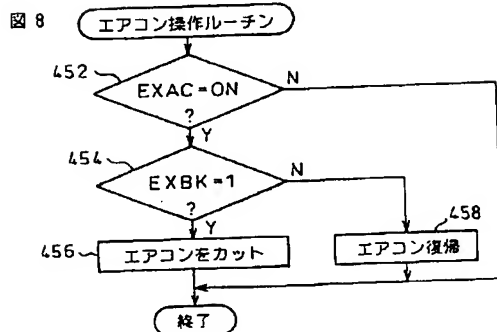 図 8
エアコン操作ルーチン
452
EXAC=ON
?
N
Y
454
EXBK=1
?
N
Y
456
エアコンをカット
458
エアコン復帰
終了